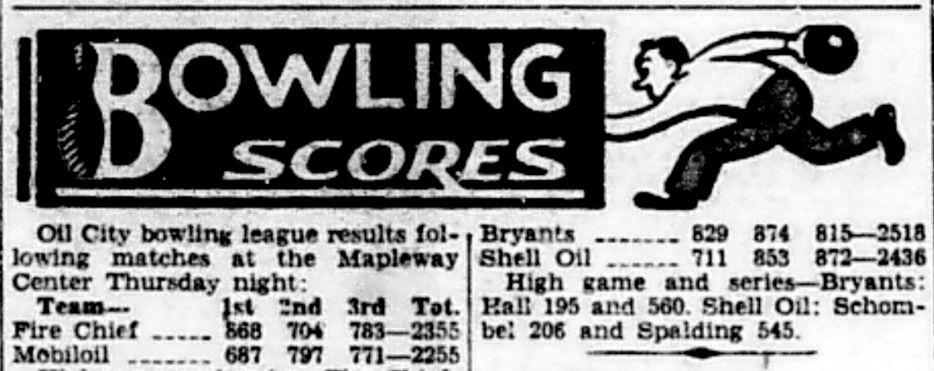 BOWLING
SCORES
Oil City bowling league results fol-
lowing matches at the Mapleway
Center Thursday night:
Team— 1st 2nd 3rd Tot.
Fire Chief ----- 868 704 783—2355
Mobiloil ------- 687 797 771—2255
Bryants ------- 829 874 815—2518
Shell Oil ------ 711 853 872—2436
High game and series—Bryants:
Hall 195 and 560. Shell Oil: Schom-
bel 206 and Spalding 545.